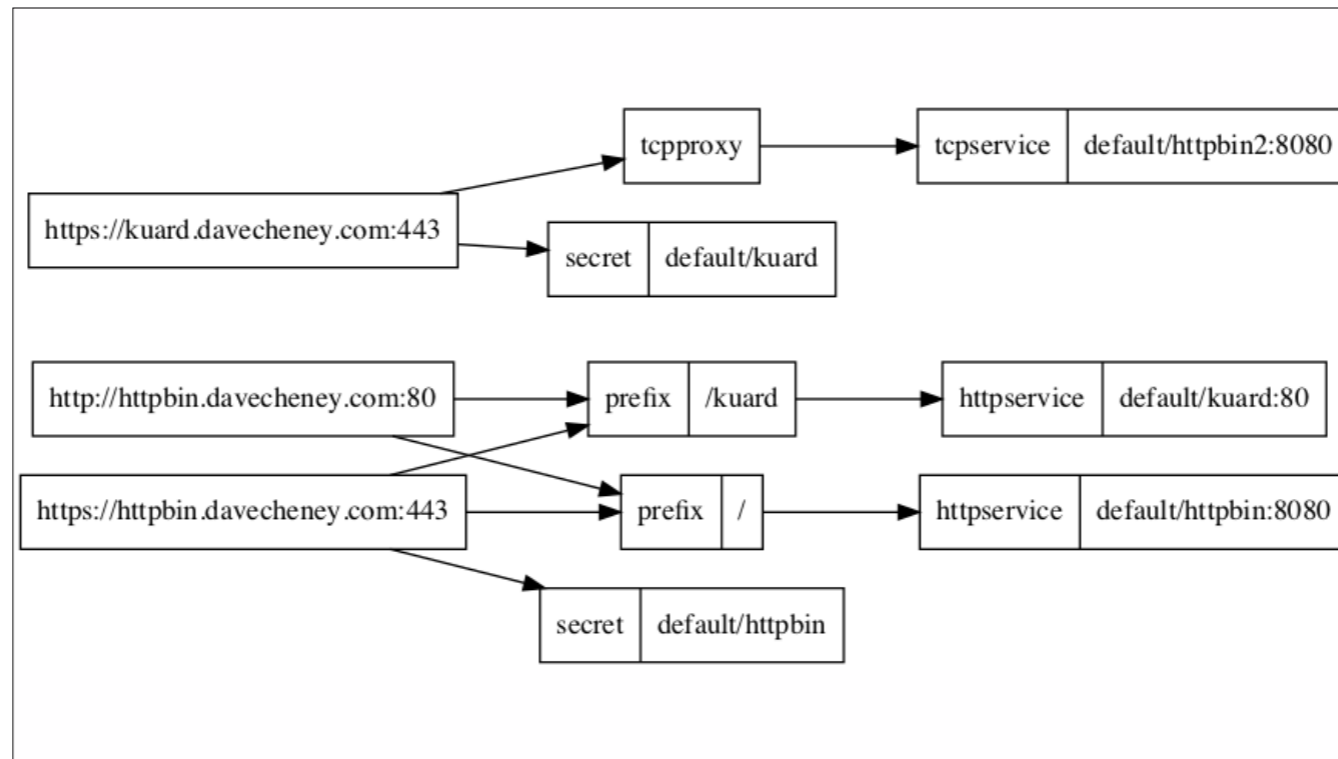 tcpproxy
tcpservice default/httpbin2:8080
https://kuard.davecheney.com:443
secret default/kuard
http://httpbin.davecheney.com:80
prefix /kuard
httpservice default/kuard:80
https://httpbin.davecheney.com:443
prefix /
httpservice default/httpbin:8080
secret default/httpbin